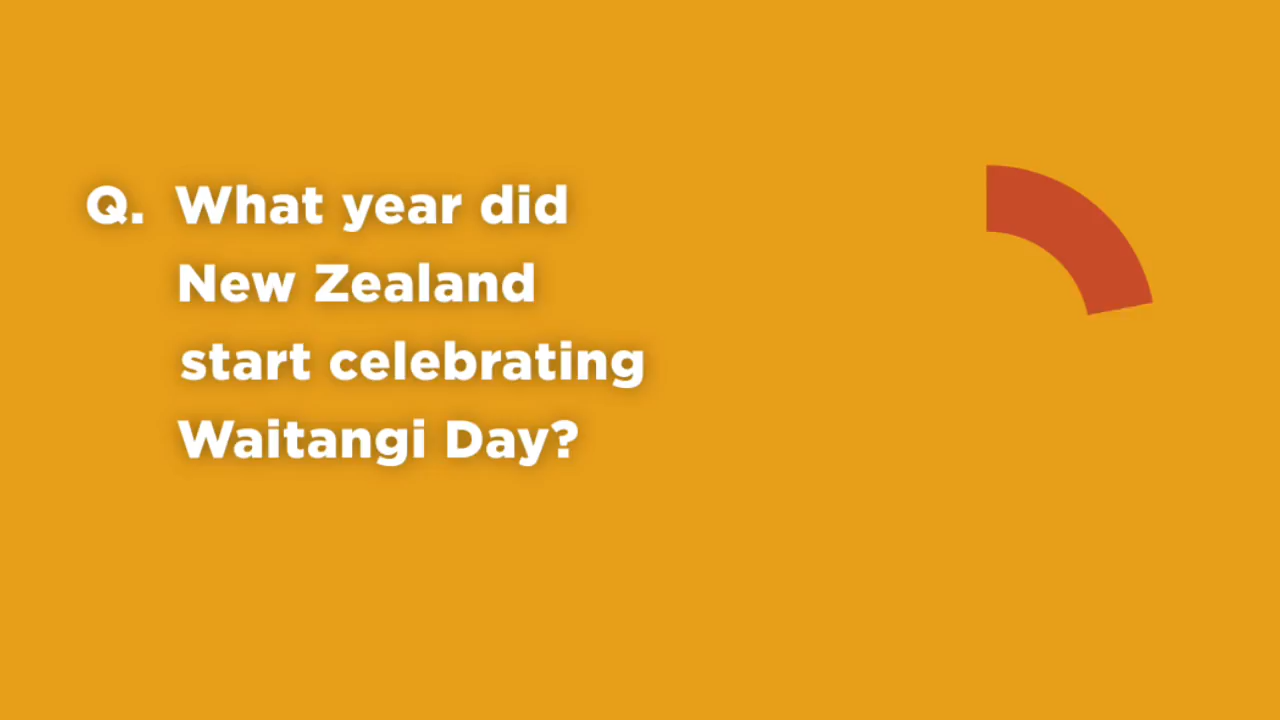 Q. What year did
New Zealand
start celebrating
Waitangi Day?